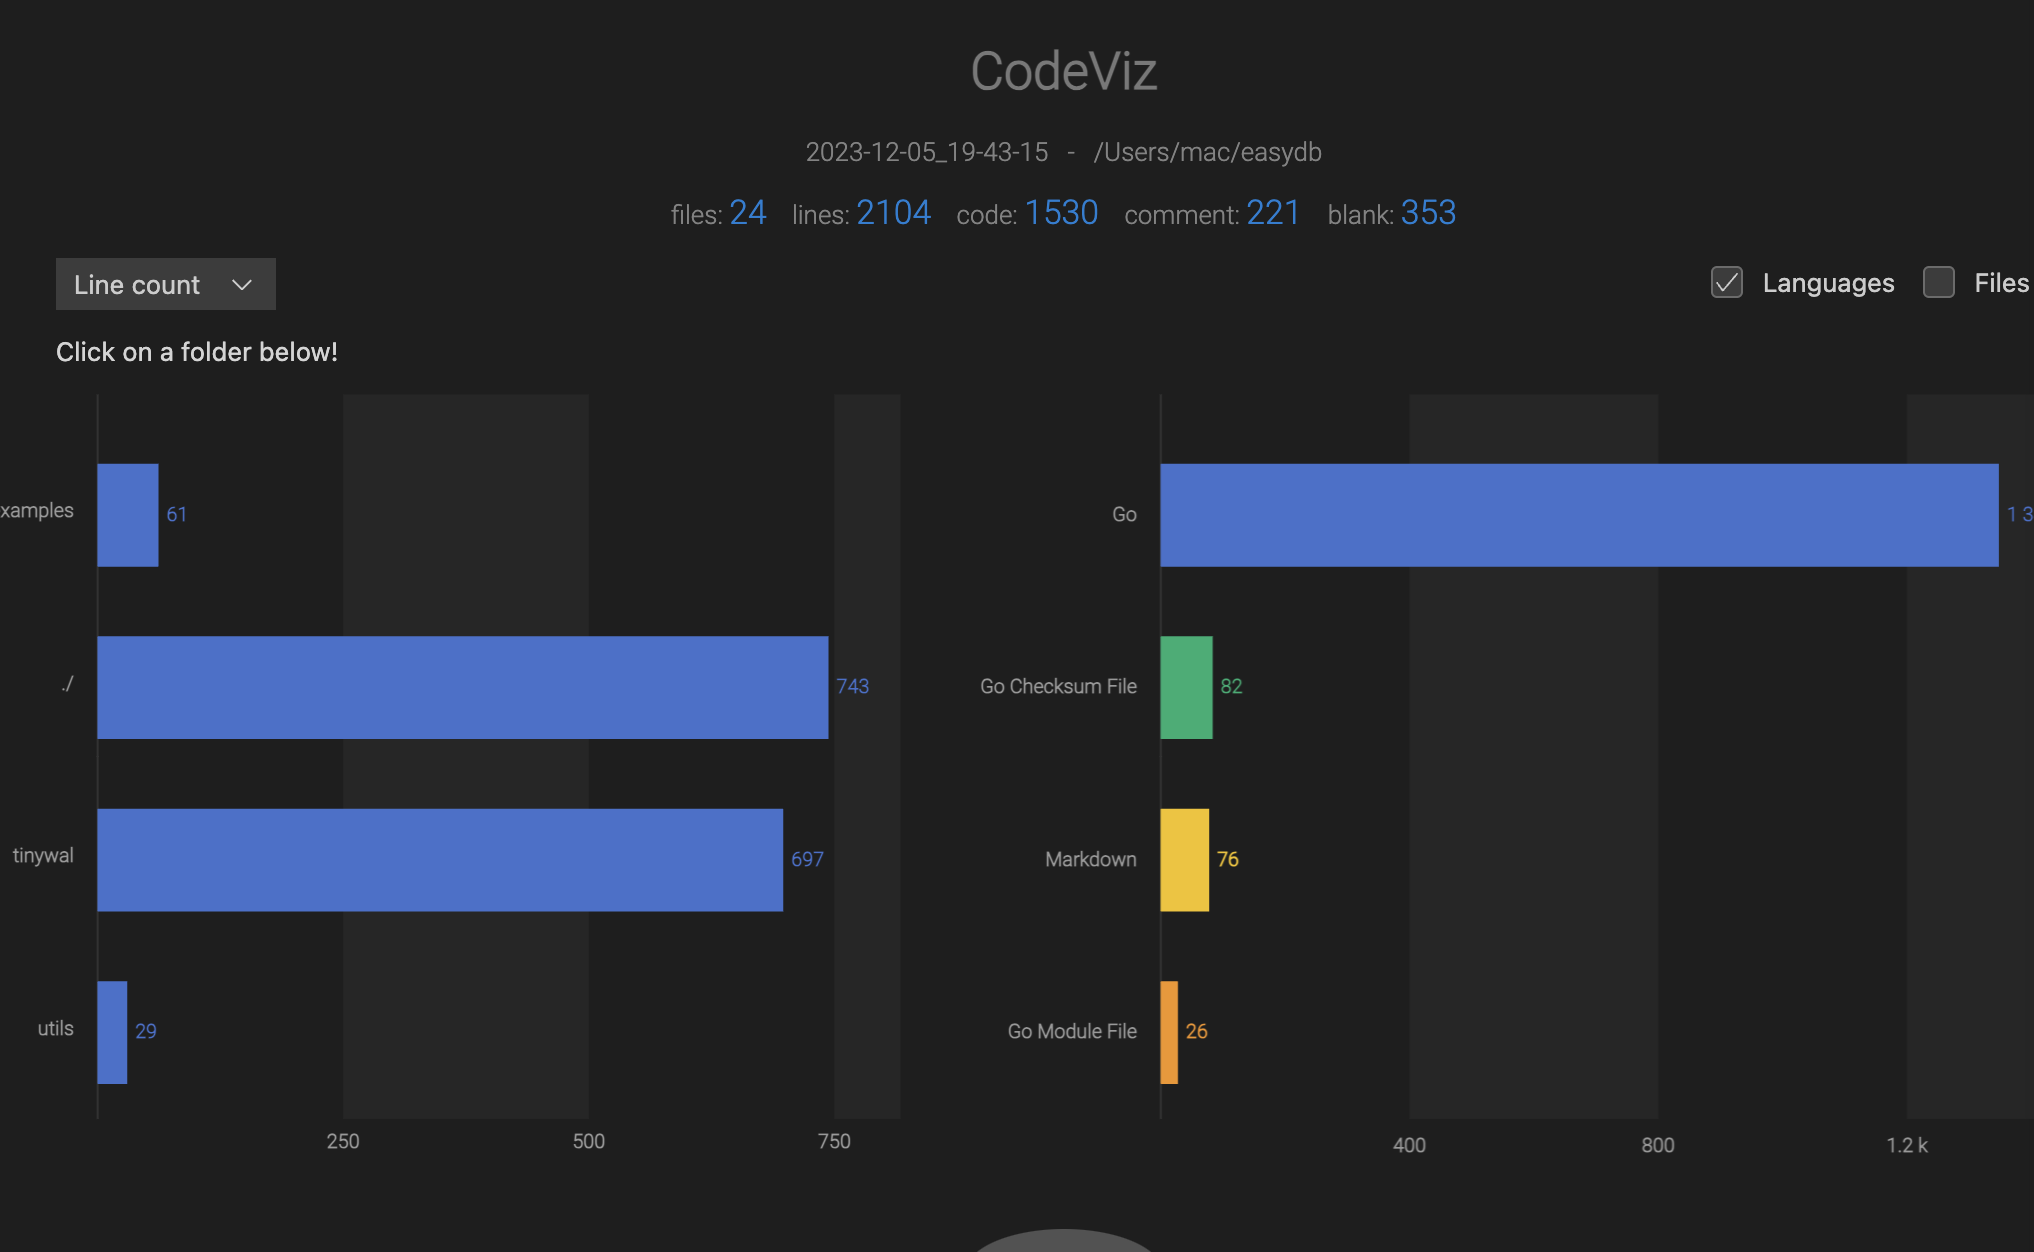 CodeViz
2023-12-05_19-43-15 - /Users/mac/easydb
files: 24 lines: 2104 code: 1530 comment: 221 blank: 353
Line count
Languages Files
Click on a folder below!
xamples 61
./ 743
tinywal 697
utils 29
250 500 750
Go 1 3
Go Checksum File 82
Markdown 76
Go Module File 26
400 800 1.2 k